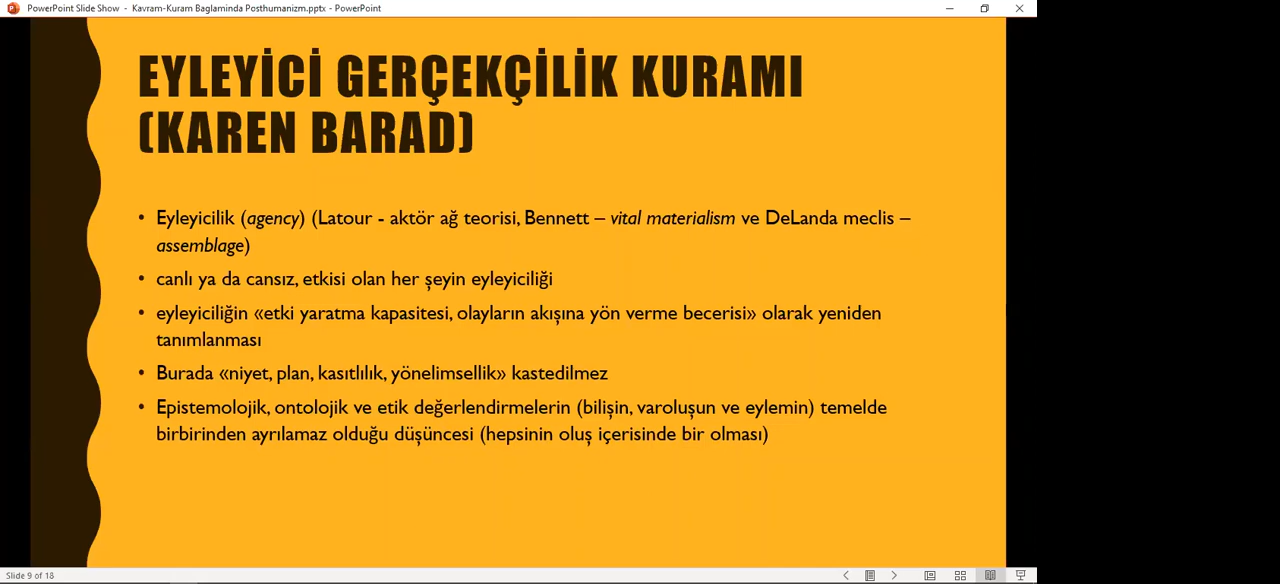 PowerPoint Slide Show - Kavram-Kuram Baglaminda Posthumanizm.pptx - PowerPoint
EYLEYİCİ GERÇEKÇİLİK KURAMI
(KAREN BARAD)
• Eyleyicilik (agency) (Latour - aktör ağ teorisi, Bennett – vital materialism ve DeLanda meclis –
assemblage)
• canlı ya da cansız, etkisi olan her şeyin eyleyiciliği
• eyleyiciliğin «etki yaratma kapasitesi, olayların akışına yön verme becerisi» olarak yeniden
tanımlanması
• Burada «niyet, plan, kasıtlılık, yönelimsellik» kastedilmez
• Epistemolojik, ontolojik ve etik değerlendirmelerin (bilişin, varoluşun ve eylemin) temelde
birbirinden ayrılamaz olduğu düşüncesi (hepsinin oluş içerisinde bir olması)
Slide 9 of 18